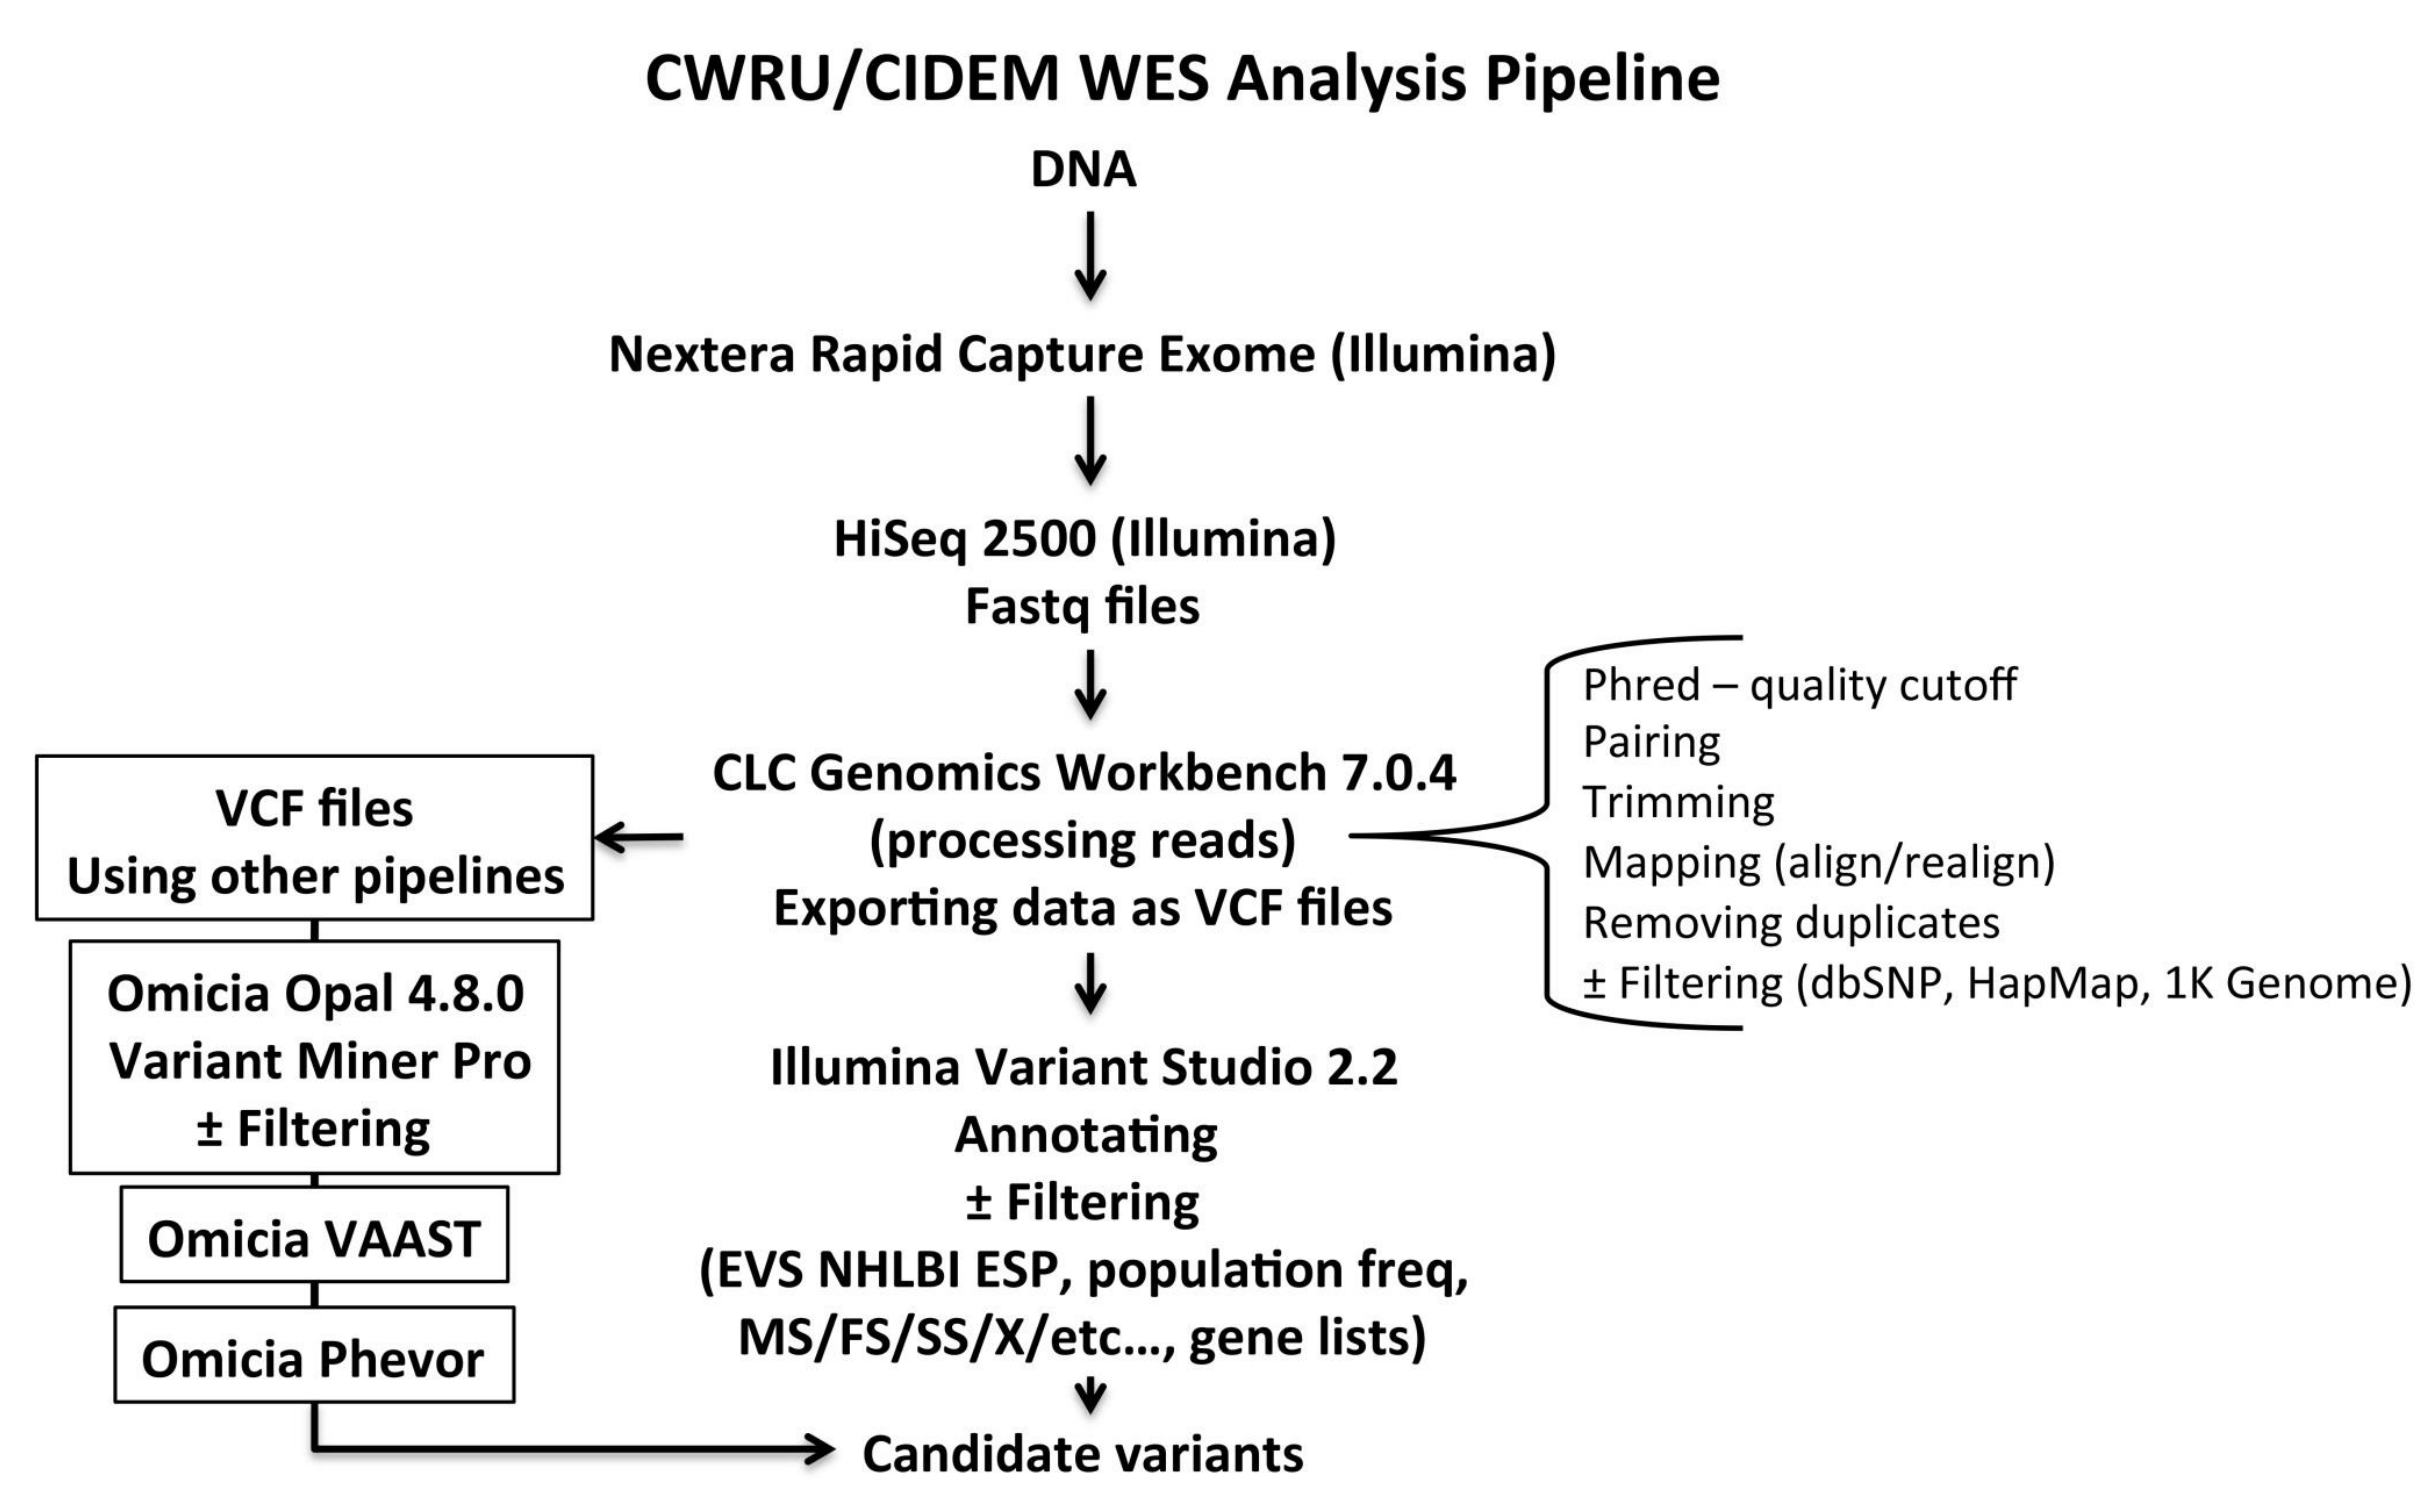 CWRU/CIDEM WES Analysis Pipeline
DNA
Nextera Rapid Capture Exome (Illumina)
HiSeq 2500 (Illumina)
Fastq files
CLC Genomics Workbench 7.0.4
(processing reads)
Exporting data as VCF files
Phred – quality cutoff
Pairing
Trimming
Mapping (align/realign)
Removing duplicates
± Filtering (dbSNP, HapMap, 1K Genome)
VCF files
Using other pipelines
Omicia Opal 4.8.0
Variant Miner Pro
± Filtering
Omicia VAAST
Omicia Phevor
Illumina Variant Studio 2.2
Annotating
± Filtering
(EVS NHLBI ESP, population freq,
MS/FS/SS/X/etc..., gene lists)
Candidate variants